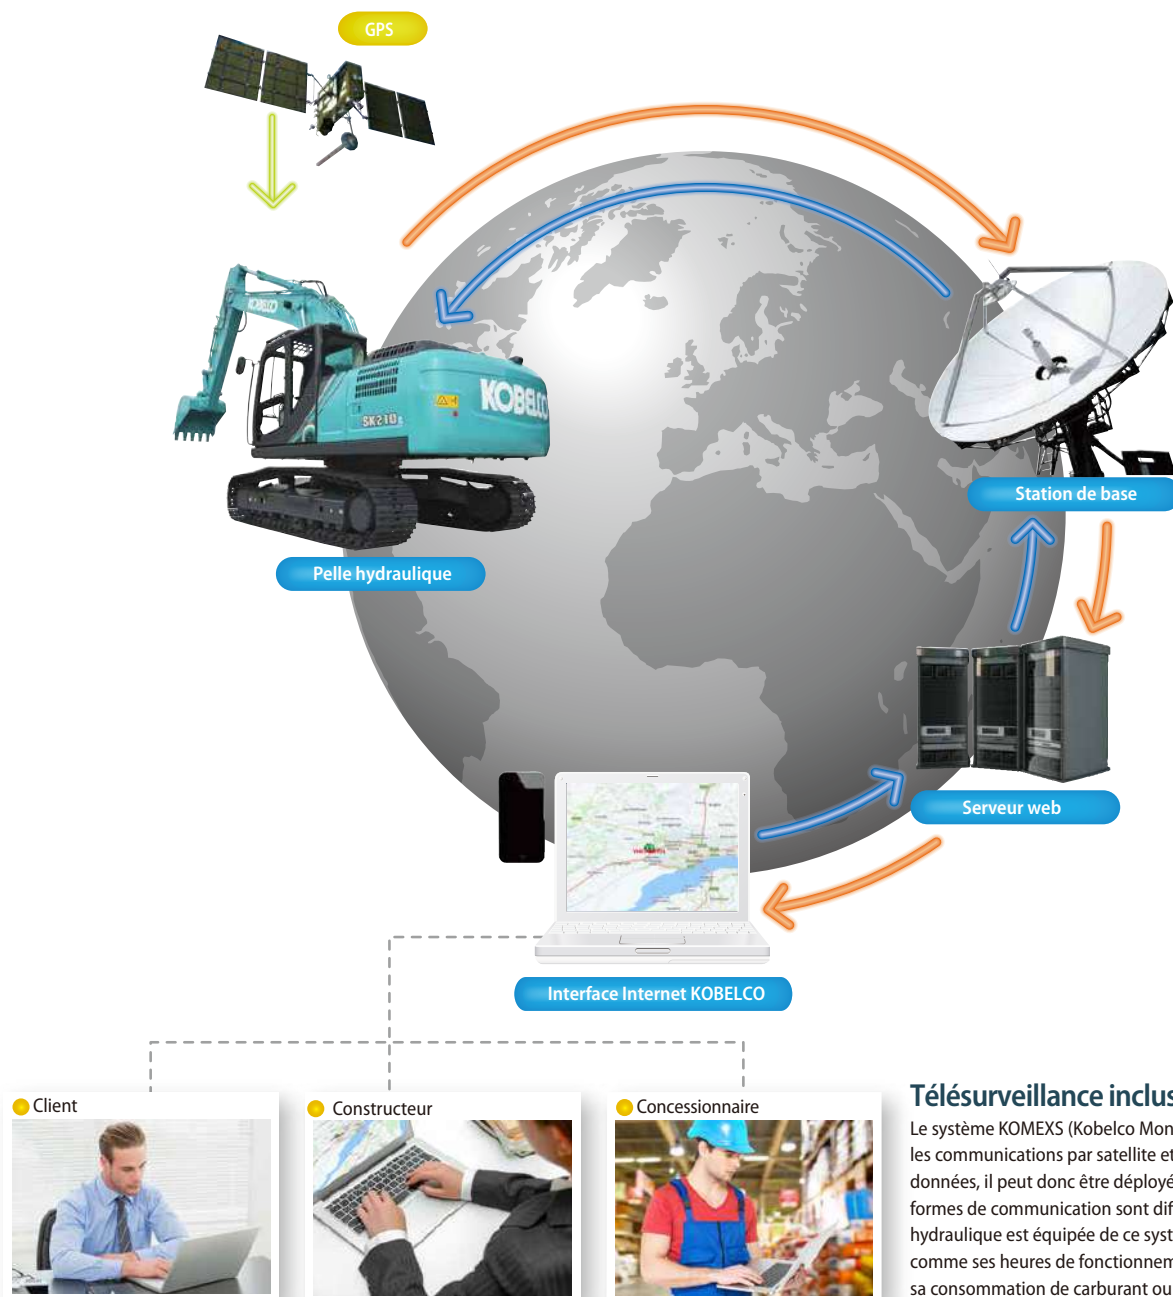 GPS
KOBELCO
KOBELCO
SK210
Station de base
Pelle hydraulique
Serveur web
Interface Internet KOBELCO
Client
Constructeur
Concessionnaire
Télésurveillance inclus
Le système KOMEXS (Kobelco Mon
les communications par satellite et
données, il peut donc être déployé
formes de communication sont dif
hydraulique est équipée de ce syst
comme ses heures de fonctionnem
sa consommation de carburant ou